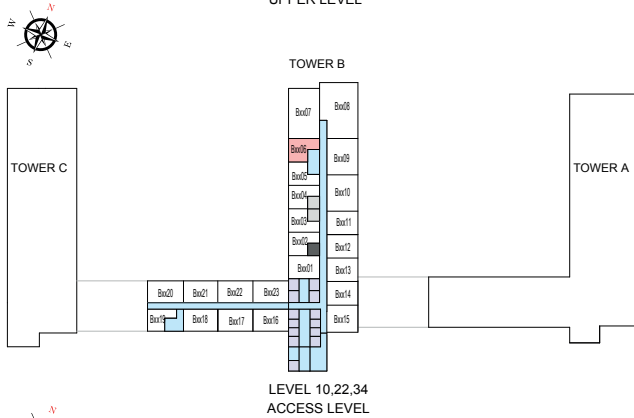 UPPER LEVEL
N
W
E
S
TOWER B
Bxx07
Bxx08
Bxx06
Bxx09
TOWER C
TOWER A
Bxx05
Bxx04
Bxx10
Bxx03
Bxx11
Bxx02
Bxx12
Bxx01
Bxx13
Bxx20 Bxx21 Bxx22 Bxx23
Bxx14
Bxx19 Bxx18 Bxx17 Bxx16
Bxx15
LEVEL 10,22,34
ACCESS LEVEL
N